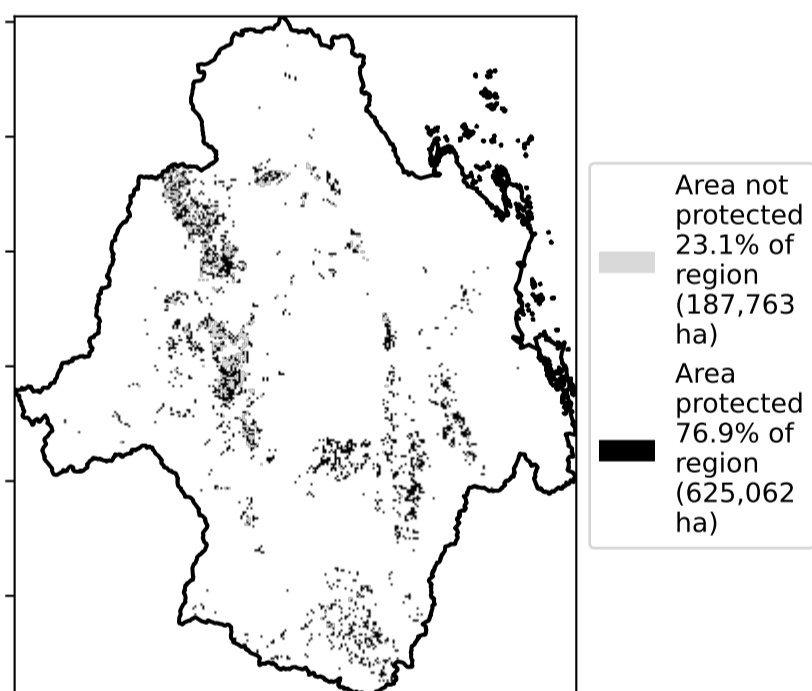 Area not
protected
23.1% of
region
(187,763
ha)
Area
protected
76.9% of
region
(625,062
ha)